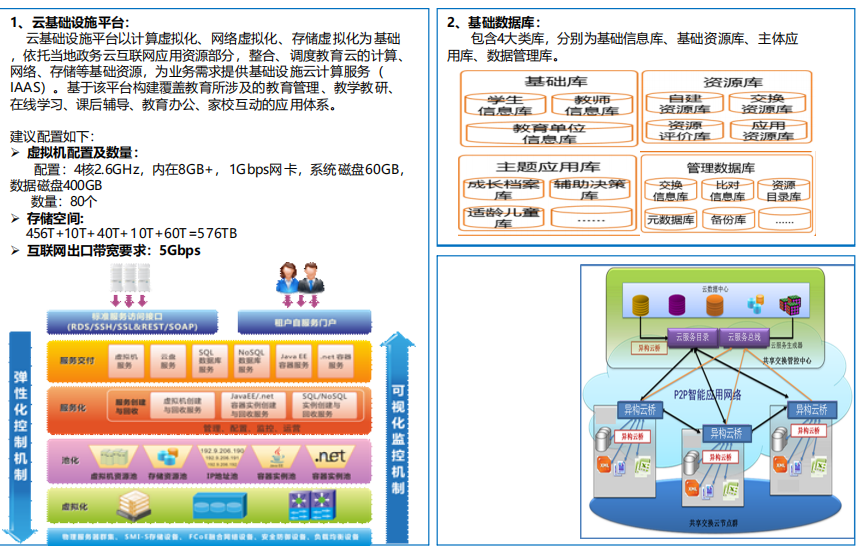 1、云基础设施平台：
云基础设施平台以计算虚拟化、网络虚拟化、存储虚拟化为基础
，依托当地政务云互联网应用资源部分，整合、调度教育云的计算、
网络、存储等基础资源，为业务需求提供基础设施云计算服务（
IAAS）。基于该平台构建覆盖教育所涉及的教育管理、教学教研、
在线学习、课后辅导、教育办公、家校互动的应用体系。
建议配置如下：
➢ 虚拟机配置及数量：
配置：4核2.6GHz，内在8GB+，1Gbps网卡，系统磁盘60GB，
数据磁盘400GB
数量：80个
➢ 存储空间:
456T+10T+40T+10T+60T=576TB
➢ 互联网出口带宽要求：5Gbps
标准服务访问接口
(RDS/SSH/SSL&REST/SOAP)
租户自服务门户
弹性化控制机制
可视化监控机制
服务交付
虚拟机
服务
云盘
服务
SQL
数据库
服务
NoSQL
数据库
服务
Java EE
容器服务
.net 容器
服务
服务化
服务创建
与回收
虚拟机创建
与回收服务
JavaEE/.net
容器实例创建
与回收服务
SQL/NoSQL
实例创建与
回收服务
管理、配置、监控、运营
池化
虚拟机资源池
存储资源池
192.9.206.190
192.9.206.191
192.9.206.192
IP地址池
容器实例池
.net
容器实例池
虚拟化
物理服务器群集、SMI-S存储设备、FCoE融合网络设备，安全防御设备，负载均衡设备
2、基础数据库：
包含4大类库，分别为基础信息库、基础资源库、主体应
用库、数据管理库。
基础库
学生
信息库
教师
信息库
教育单位
信息库
资源库
自建
资源库
交换
资源库
资源
评价库
应用
资源库
主题应用库
成长档案
库
辅助决策
库
适龄儿童
库
......
管理数据库
交换
信息库
比对
信息库
资源
目录库
元数据库
备份库
......
云数据中心
云服务目录
云服务总线
异构云桥
云服务生成器
共享交换管控中心
P2P智能应用网络
异构云桥
异构云桥
异构云桥
异构云桥
异构云桥
异构云桥
共享交换云节点群